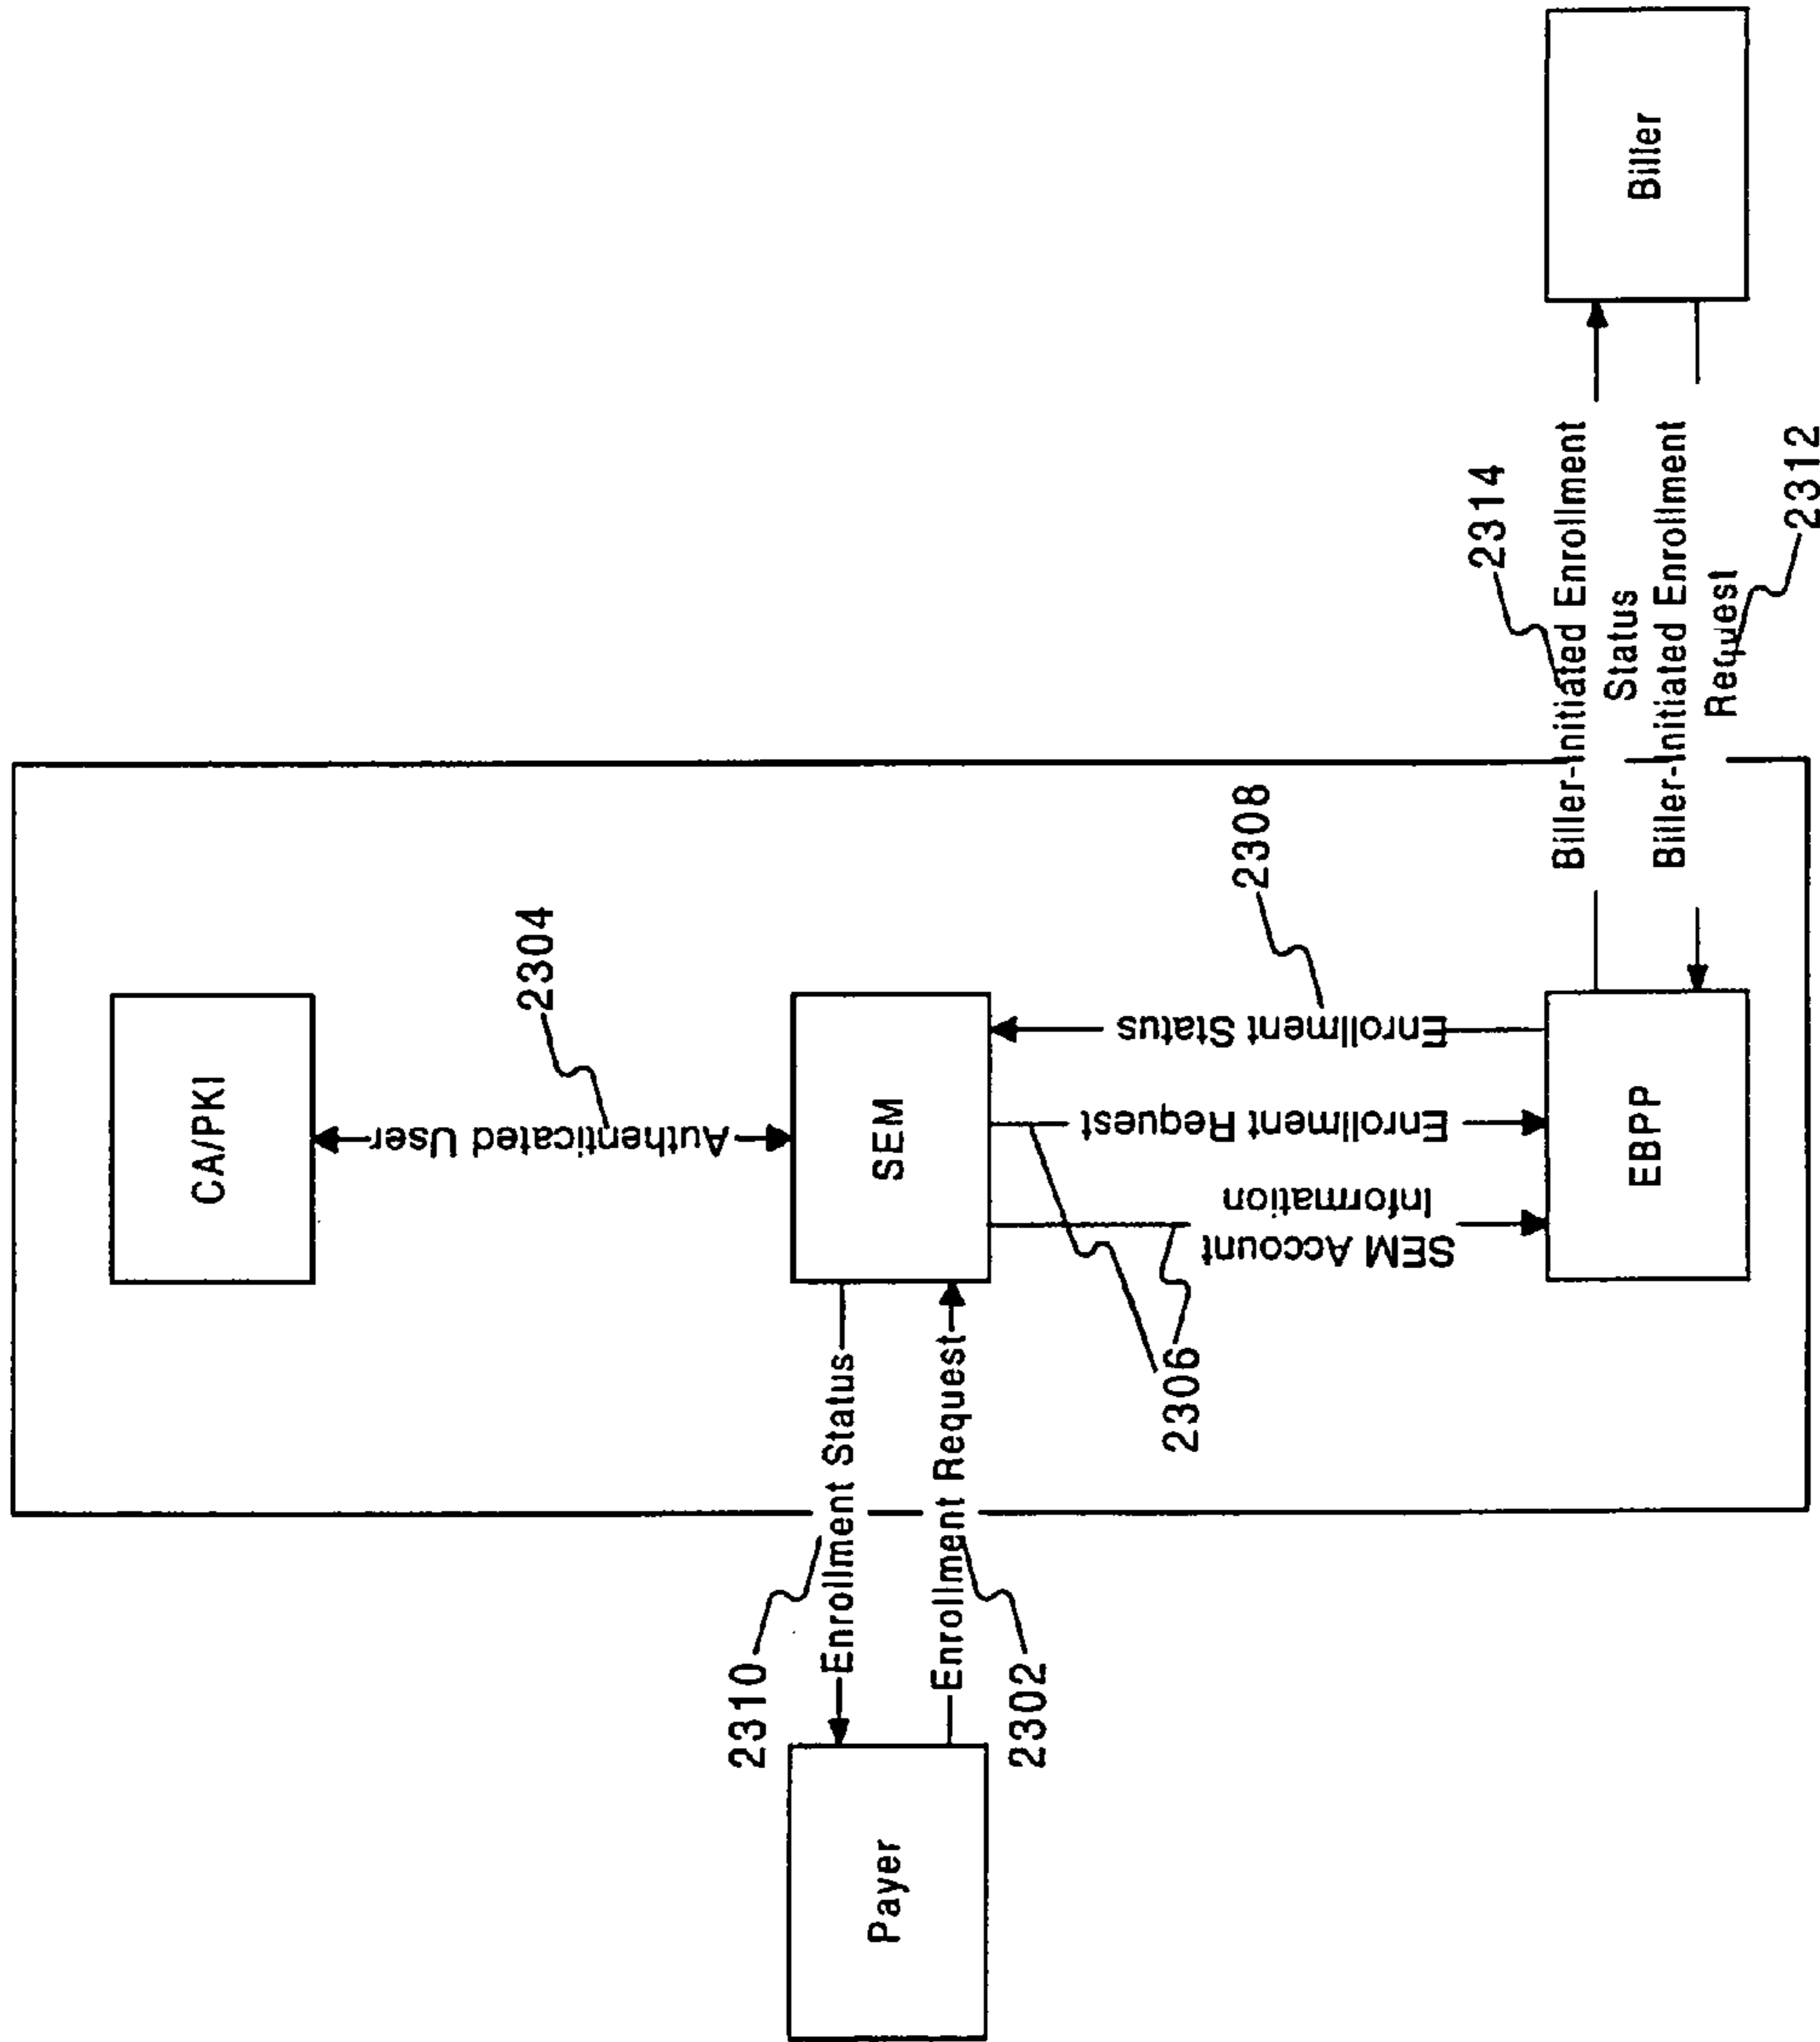 CA/PKI
2304
Authenticated User
2310
Enrollment Status
Payer
Enrollment Request
2302
SEM
2306
SEM Account
Information
Enrollment Request
Enrollment Status
2308
EBPP
2314
Biller-Initiated Enrollment
Status
Biller-Initiated Enrollment
Request
2312
Biller